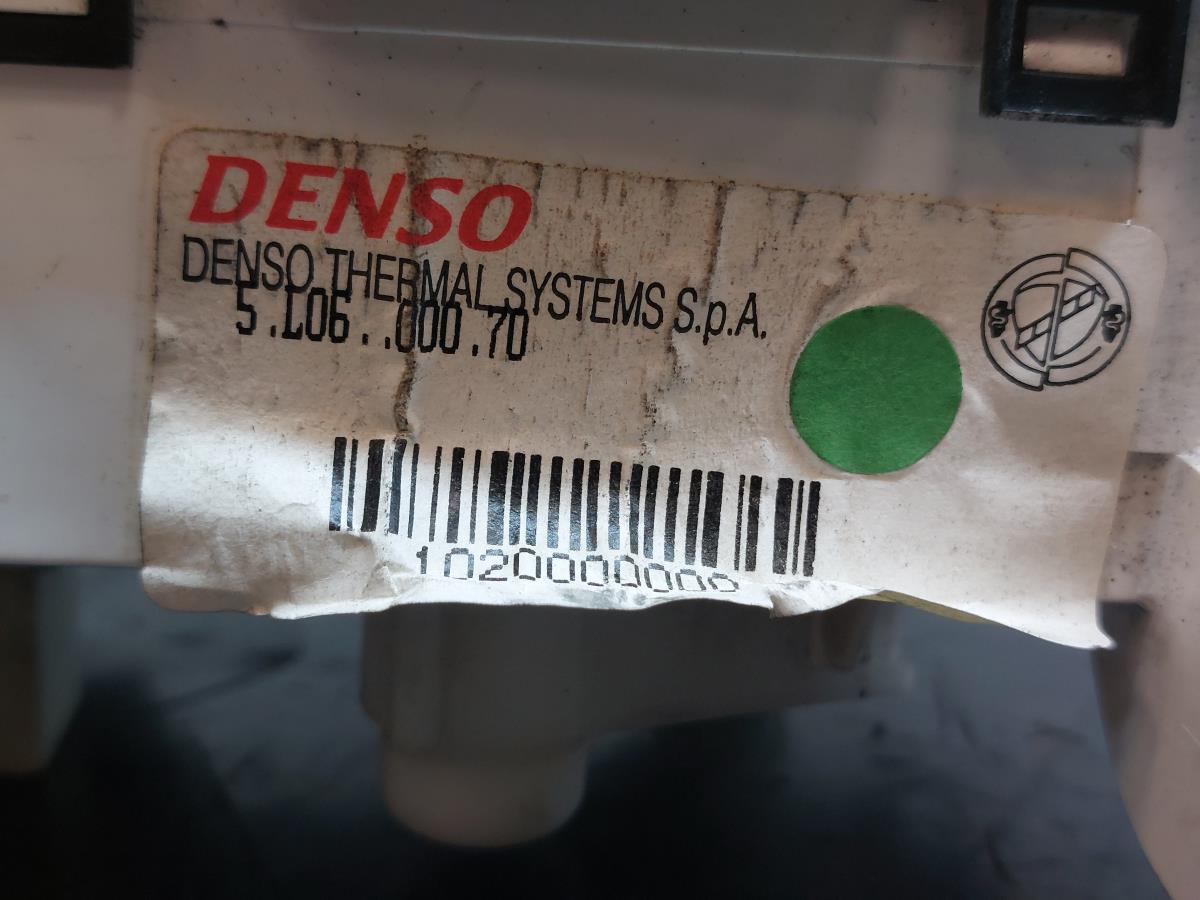 DENSO
DENSO THERMAL SYSTEMS S.p.A.
5.L06..000.70
1020000000